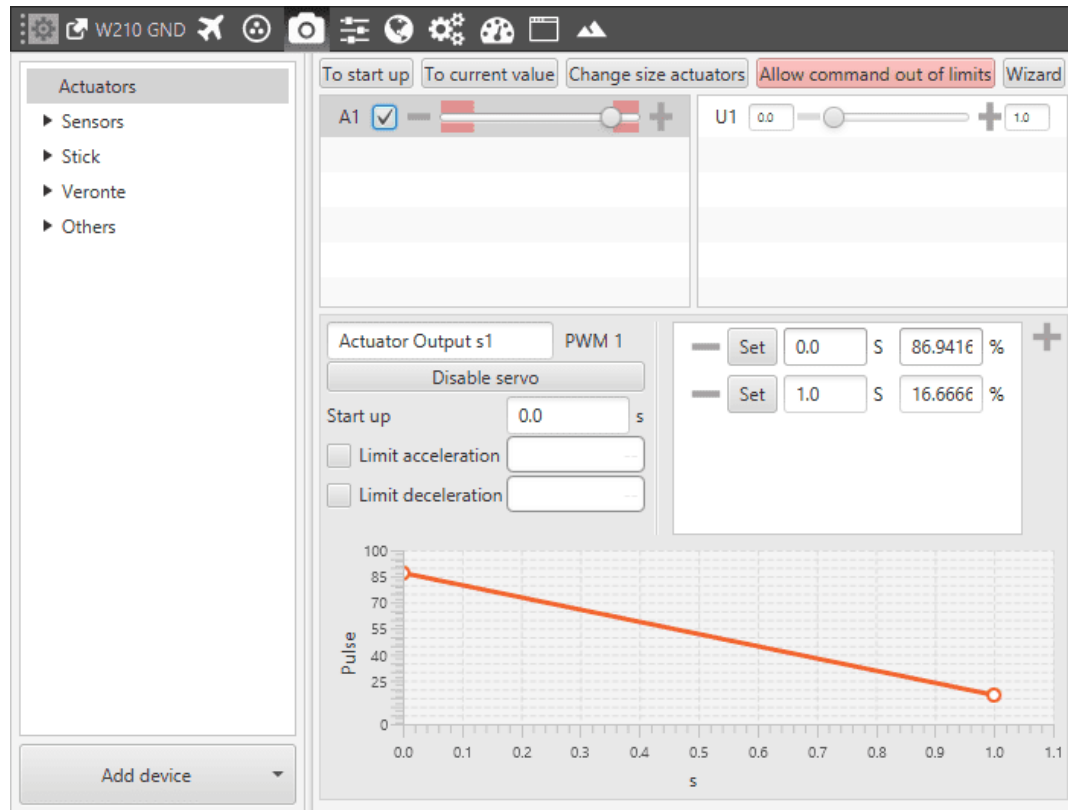 W210 GND
To start up To current value Change size actuators Allow command out of limits Wizard
Actuators
Sensors
Stick
Veronte
Others
Add device
A1
U1 0.0 1.0
Actuator Output s1 PWM 1
Disable servo
Start up 0.0 s
Limit acceleration --
Limit deceleration --
Set 0.0 S 86.9416 %
Set 1.0 S 16.6666 %
100
85
70
55
40
25
0
Pulse
0.0 0.1 0.2 0.3 0.4 0.5 0.6 0.7 0.8 0.9 1.0 1.1
s